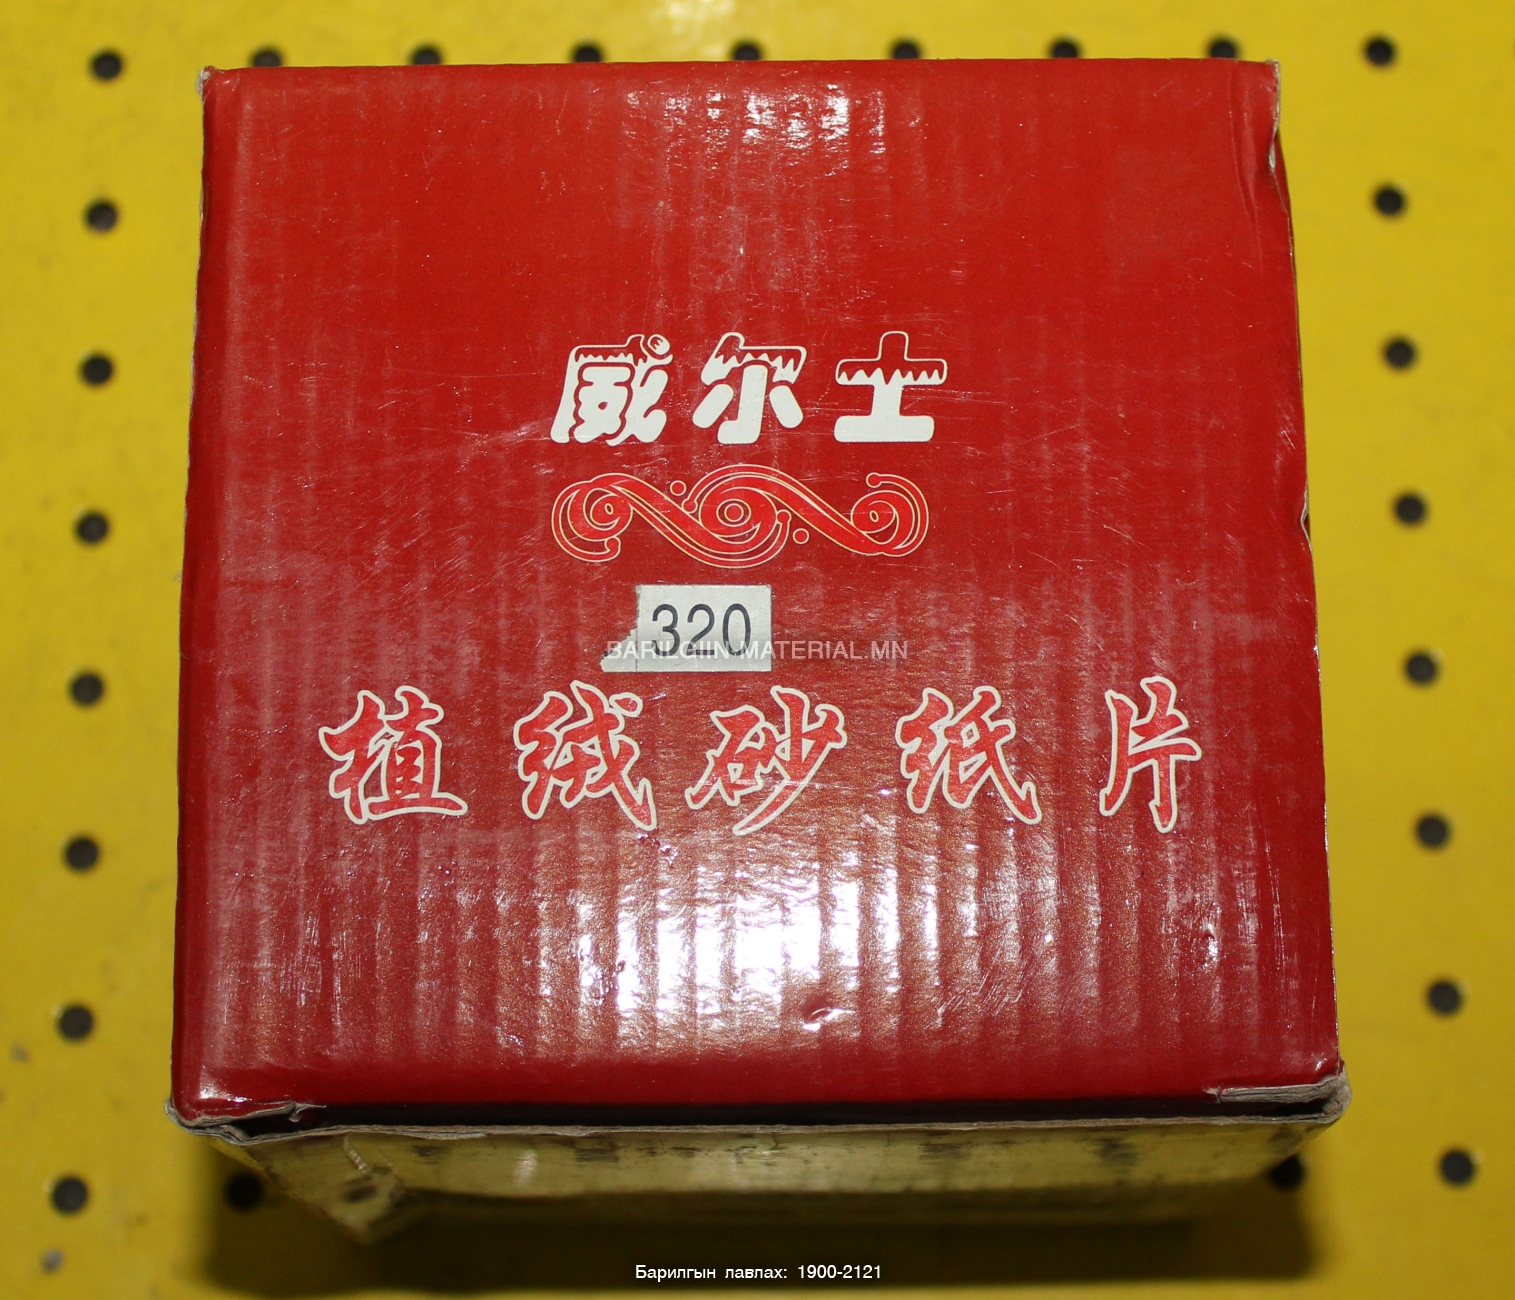 威尔士
320
BARILGIIN-MATERIAL.MN
植绒砂纸片
Барилгын лавлах: 1900-2121